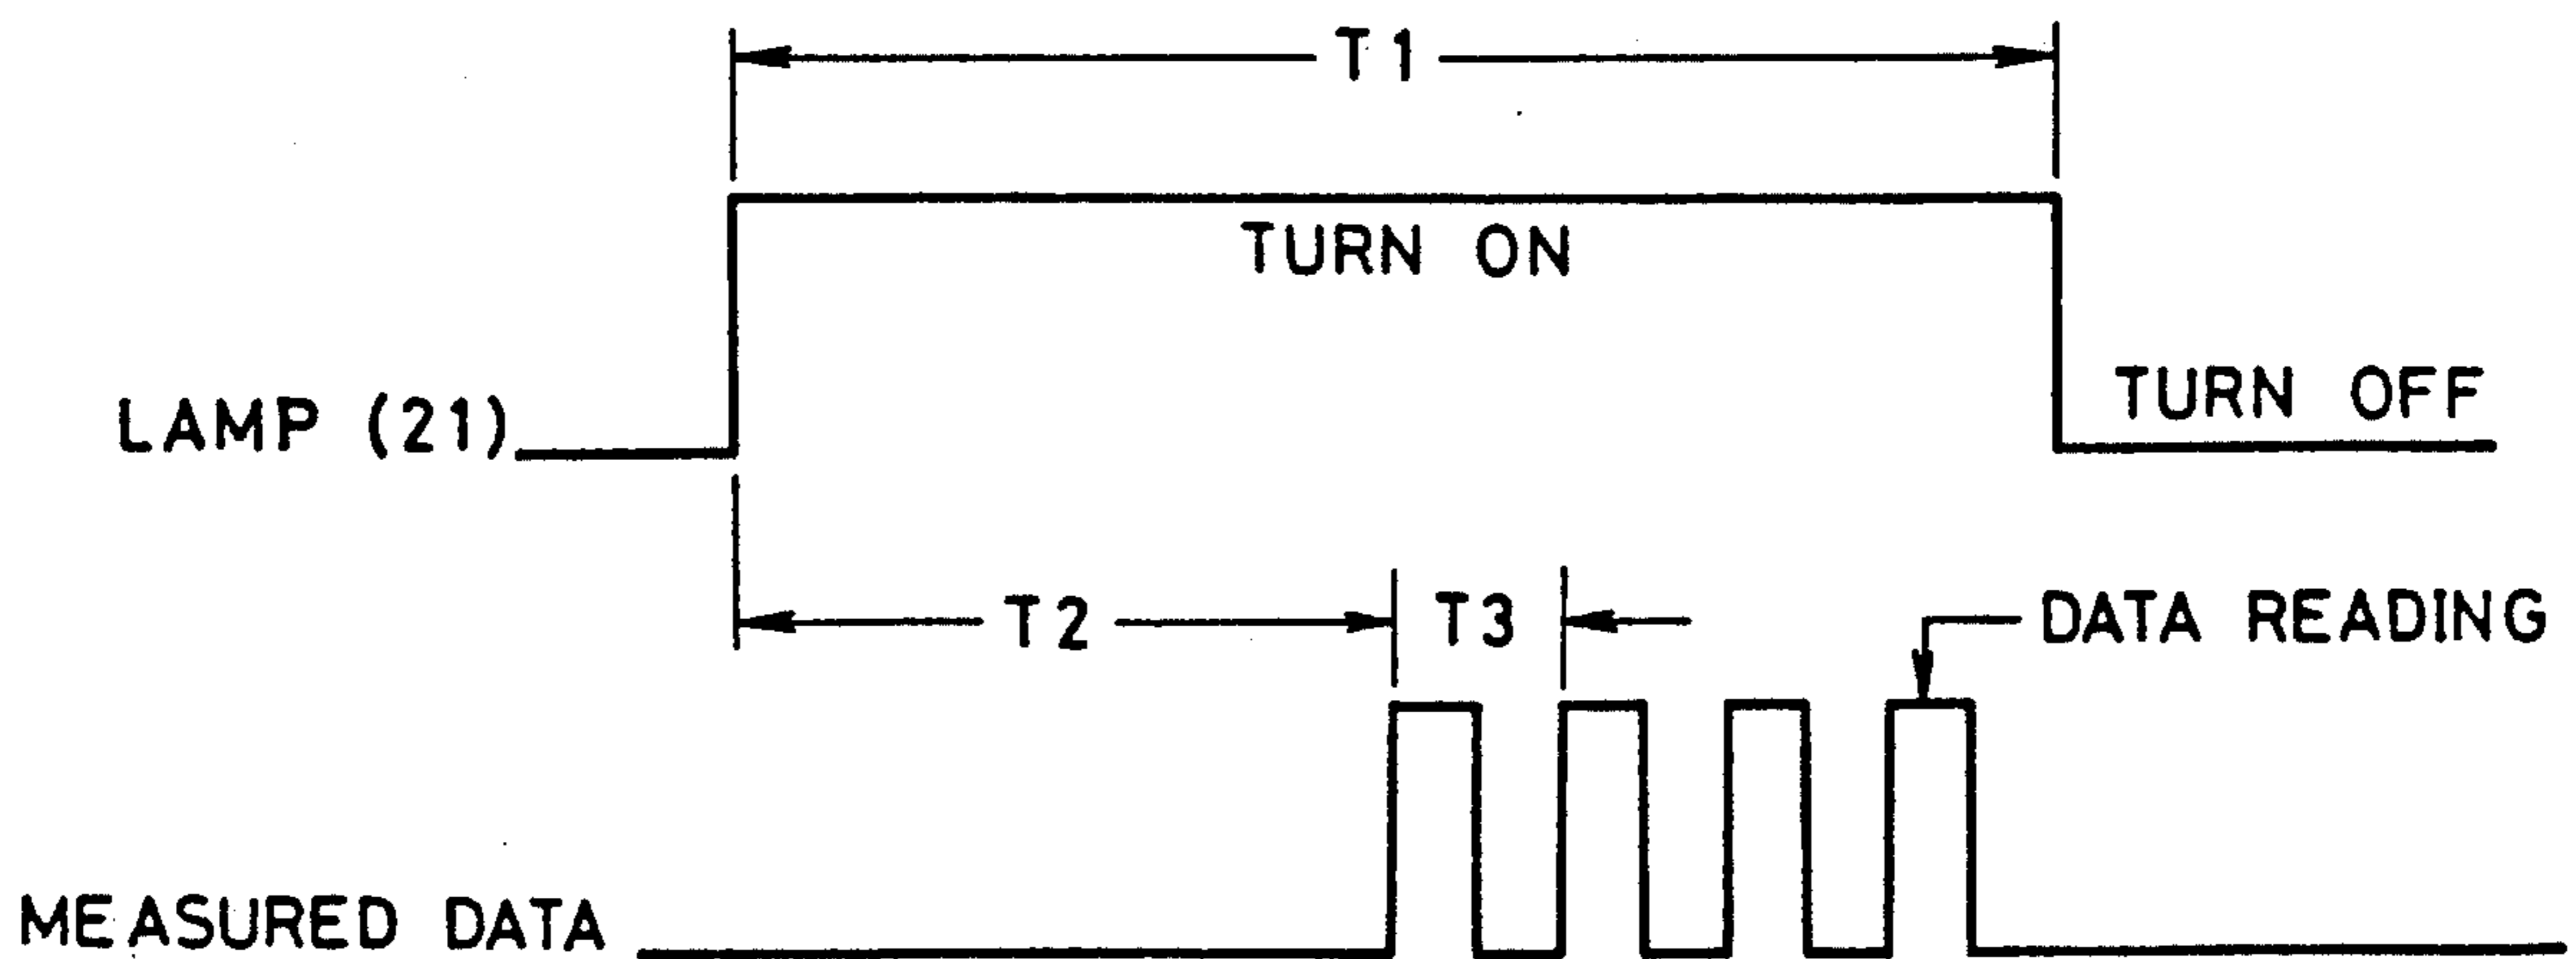 T1
TURN ON
LAMP (21)
TURN OFF
T2
T3
DATA READING
MEASURED DATA